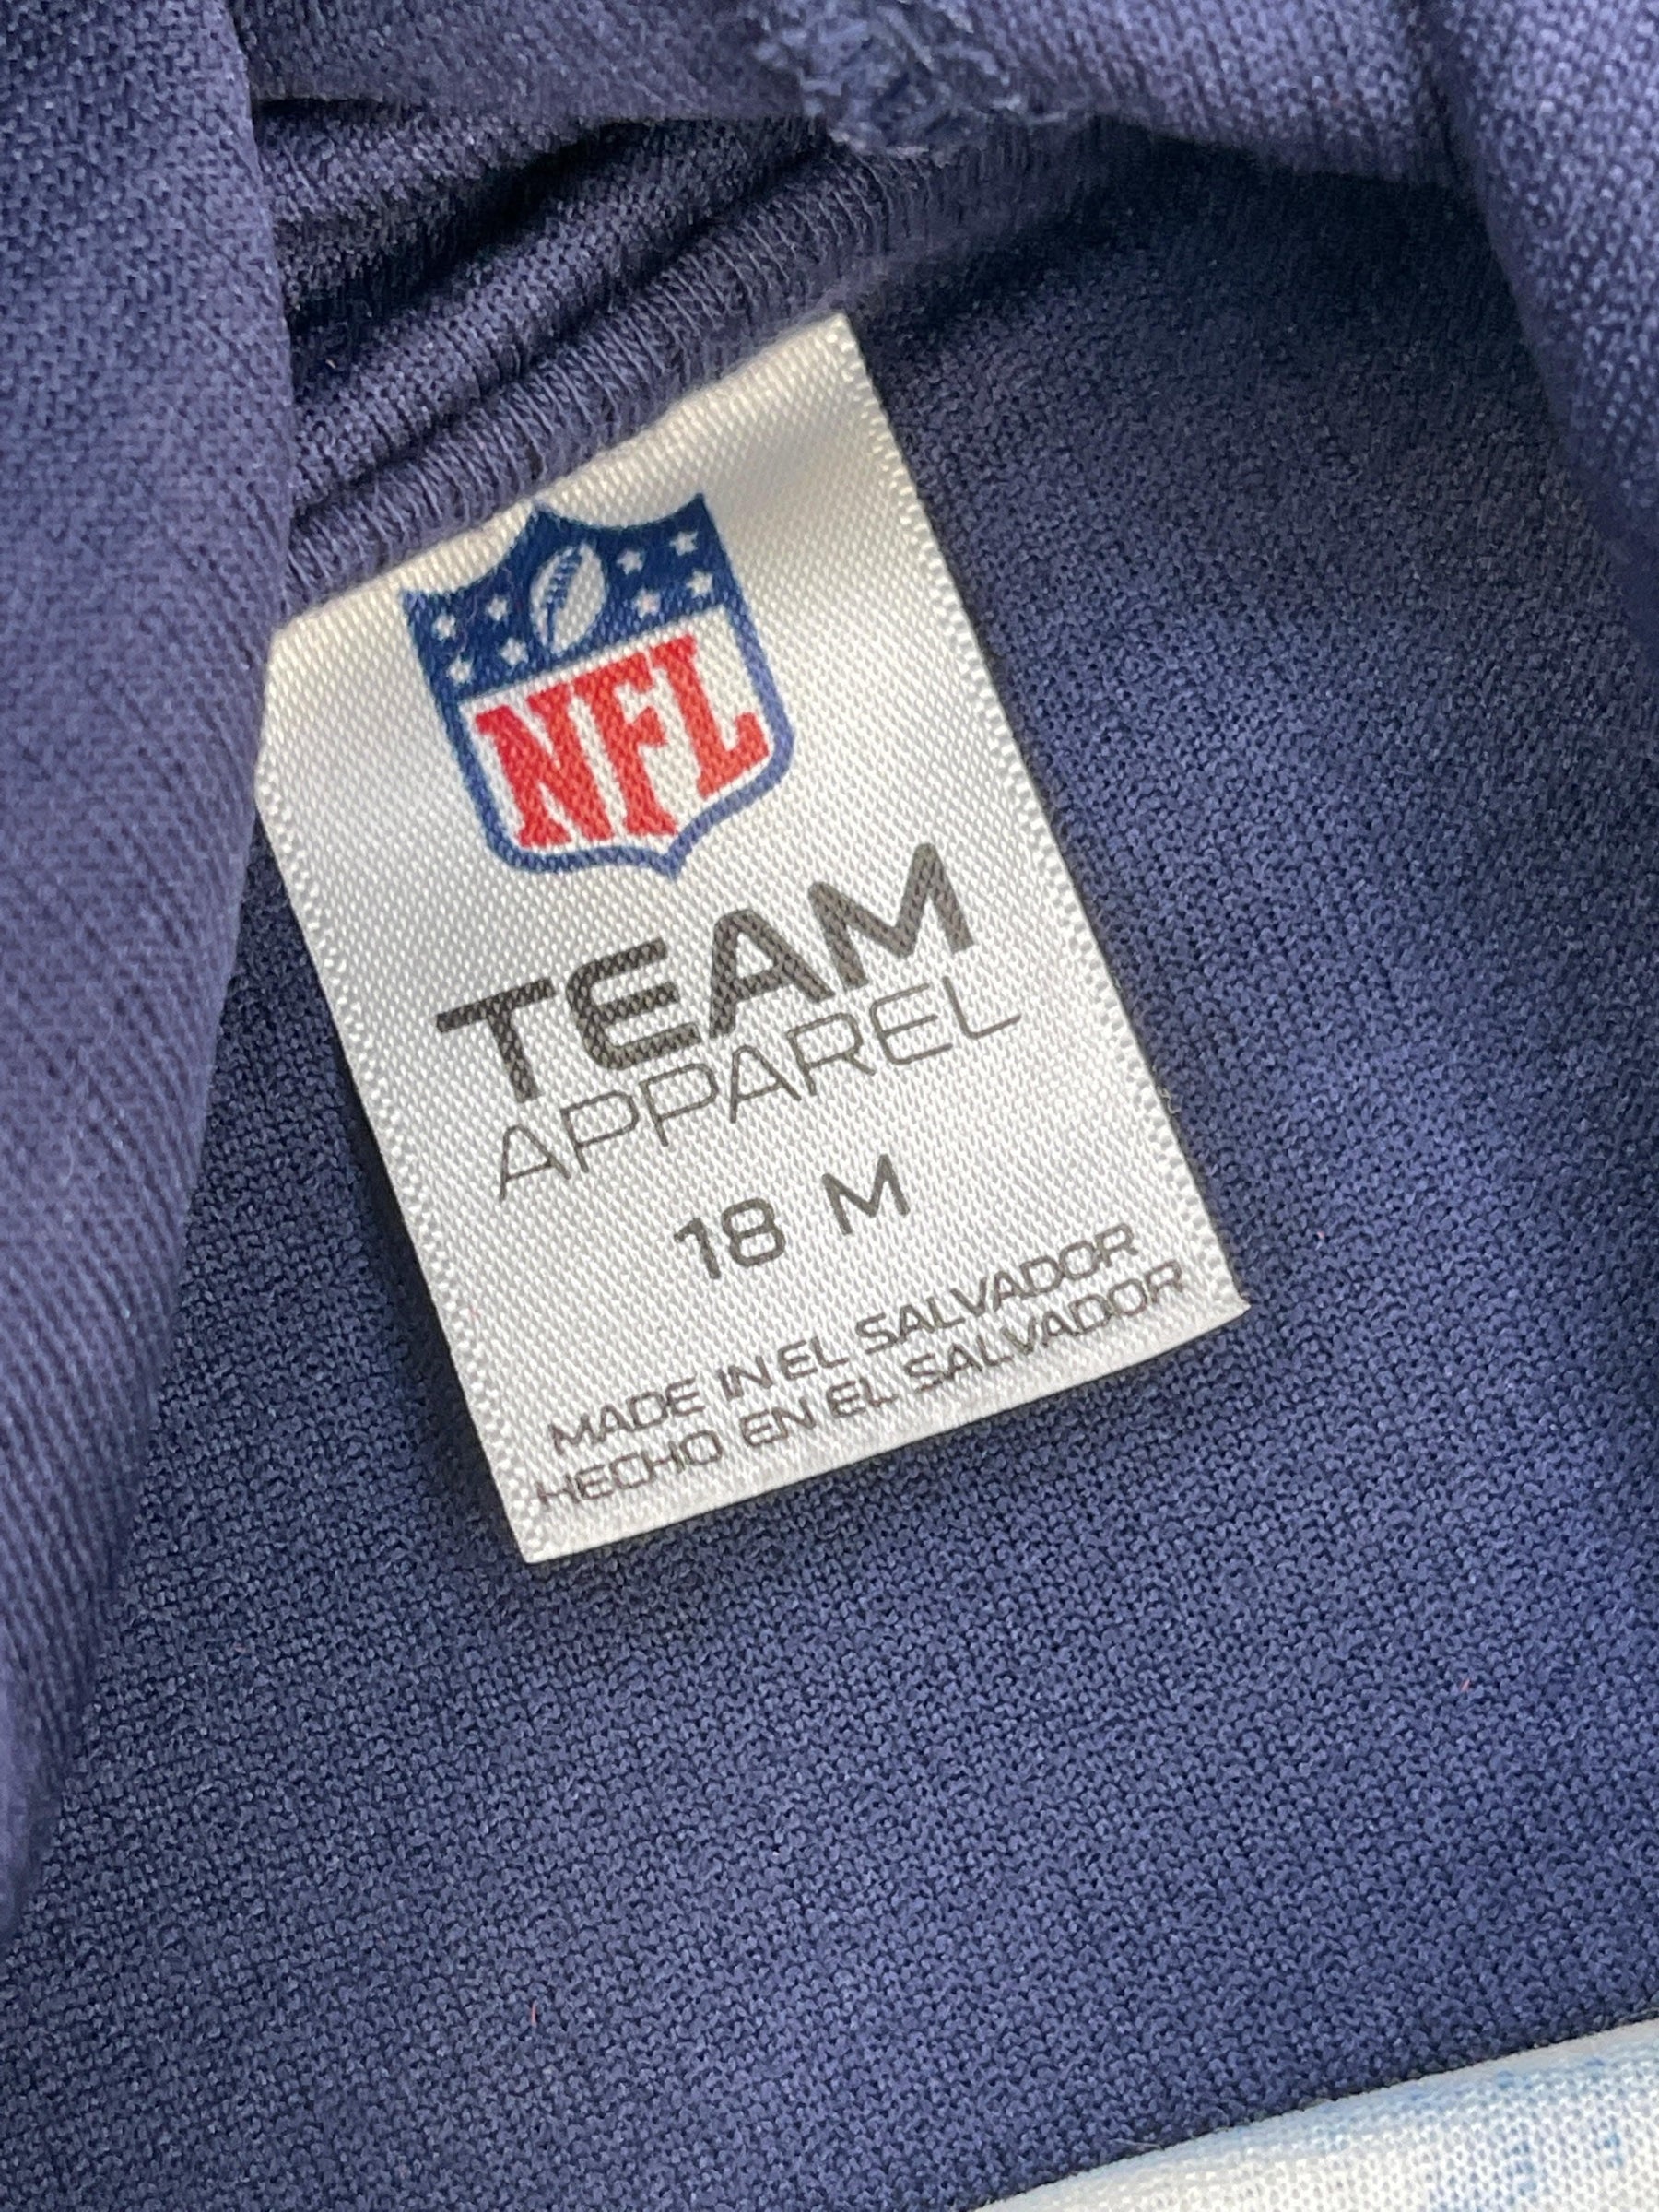 NFL
TEAM
APPAREL
18 M
MADE IN EL SALVADOR
HECHO EN EL SALVADOR